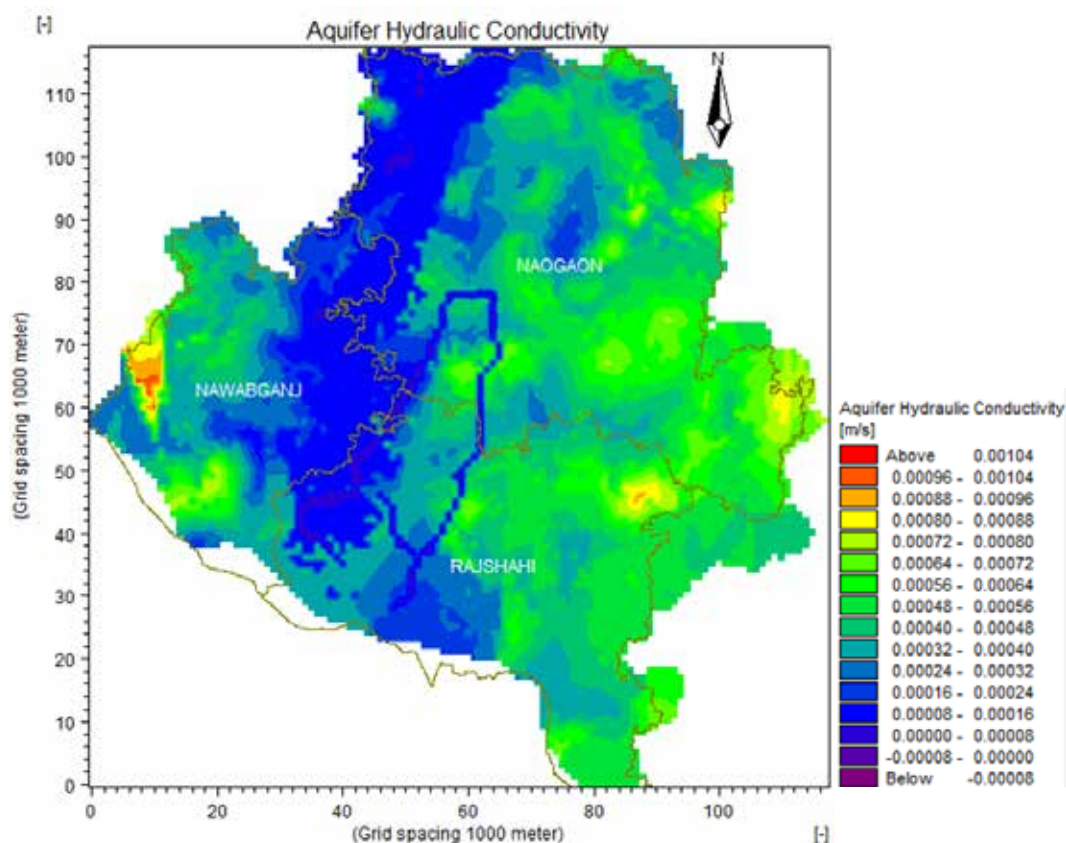 [-]
Aquifer Hydraulic Conductivity
N
110
100
90
80
70
60
50
40
30
20
10
0
(Grid spacing 1000 meter)
NAOGAON
NAWABGANJ
RAJSHAHI
0 20 40 60 80 100
(Grid spacing 1000 meter) [-]
Aquifer Hydraulic Conductivity
[m/s]
Above 0.00104
0.00096 - 0.00104
0.00088 - 0.00096
0.00080 - 0.00088
0.00072 - 0.00080
0.00064 - 0.00072
0.00056 - 0.00064
0.00048 - 0.00056
0.00040 - 0.00048
0.00032 - 0.00040
0.00024 - 0.00032
0.00016 - 0.00024
0.00008 - 0.00016
0.00000 - 0.00008
-0.00008 - 0.00000
Below -0.00008